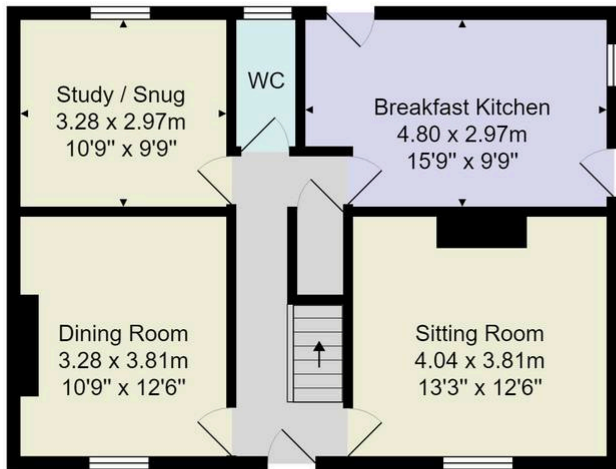 Study / Snug
3.28 x 2.97m
10'9" x 9'9"
WC
Breakfast Kitchen
4.80 x 2.97m
15'9" x 9'9"
Dining Room
3.28 x 3.81m
10'9" x 12'6"
Sitting Room
4.04 x 3.81m
13'3" x 12'6"